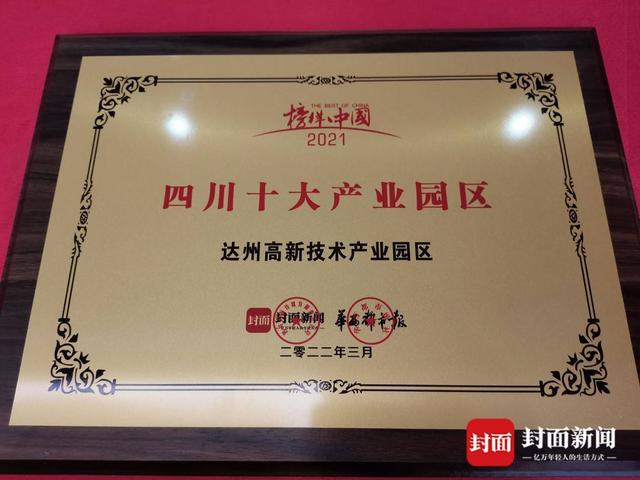 THE BEST OF CHINA
榜样中國
2021
四川十大产业园区
达州高新技术产业园区
封面 封面新闻 华西都市报
二零二二年三月
封面 封面新闻
亿万年轻人的生活方式